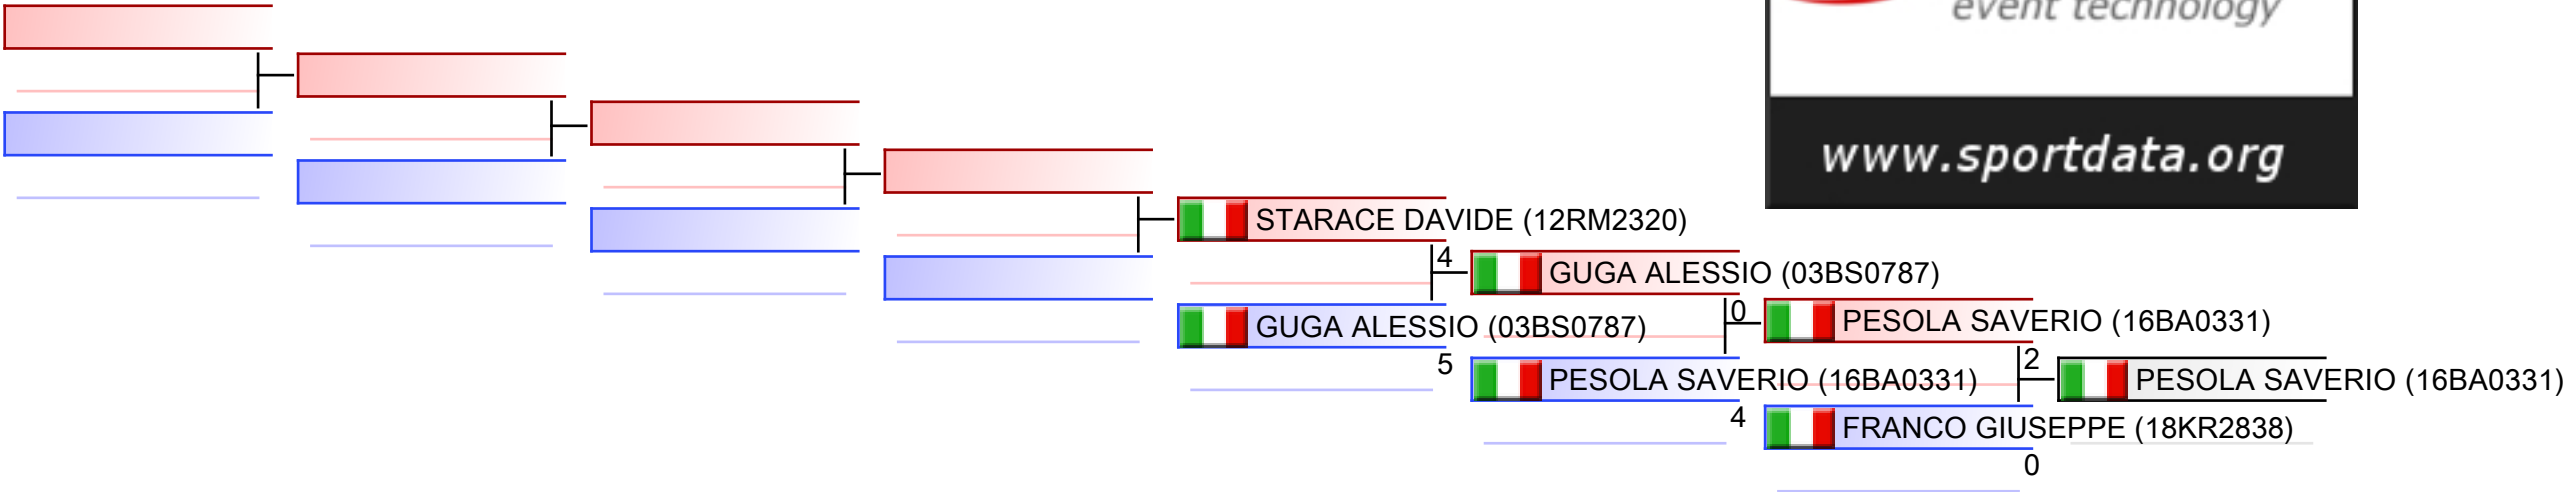 event technology
www.sportdata.org
STARACE DAVIDE (12RM2320)
4
GUGA ALESSIO (03BS0787)
GUGA ALESSIO (03BS0787)
5
0
PESOLA SAVERIO (16BA0331)
PESOLA SAVERIO (16BA0331)
4
2
PESOLA SAVERIO (16BA0331)
FRANCO GIUSEPPE (18KR2838)
0